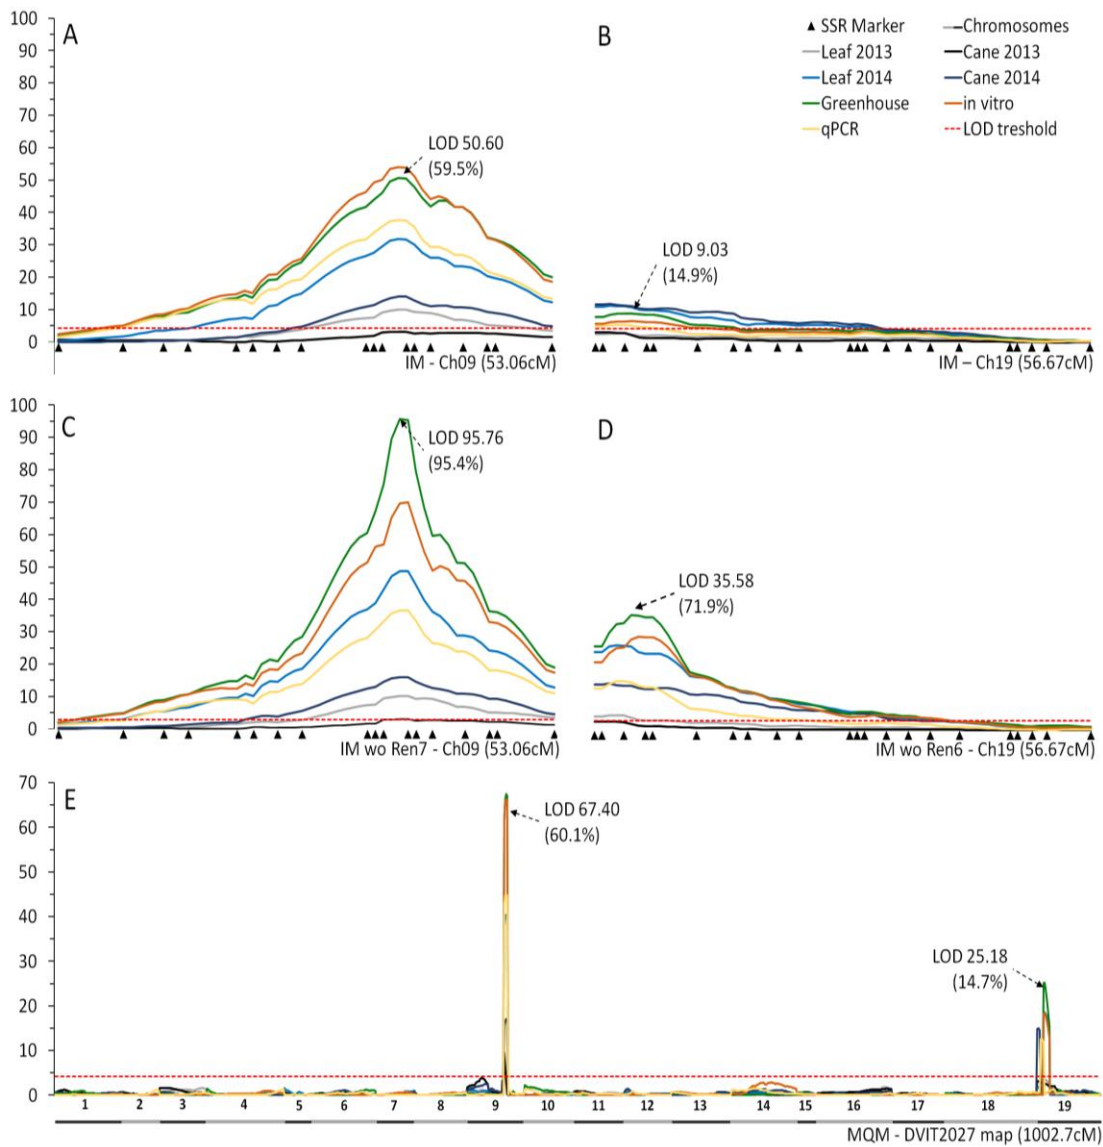 100
90
80
70
60
50
40
30
20
10
0
A
LOD 50.60
(59.5%)
IM - Ch09 (53.06cM)
B
SSR Marker
Chromosomes
Leaf 2013
Cane 2013
Leaf 2014
Cane 2014
Greenhouse
in vitro
qPCR
LOD treshold
LOD 9.03
(14.9%)
IM – Ch19 (56.67cM)
100
90
80
70
60
50
40
30
20
10
0
C
LOD 95.76
(95.4%)
IM wo Ren7 - Ch09 (53.06cM)
D
LOD 35.58
(71.9%)
IM wo Ren6 - Ch19 (56.67cM)
70
60
50
40
30
20
10
0
E
LOD 67.40
(60.1%)
LOD 25.18
(14.7%)
1 2 3 4 5 6 7 8 9 10 11 12 13 14 15 16 17 18 19
MQM - DVIT2027 map (1002.7cM)